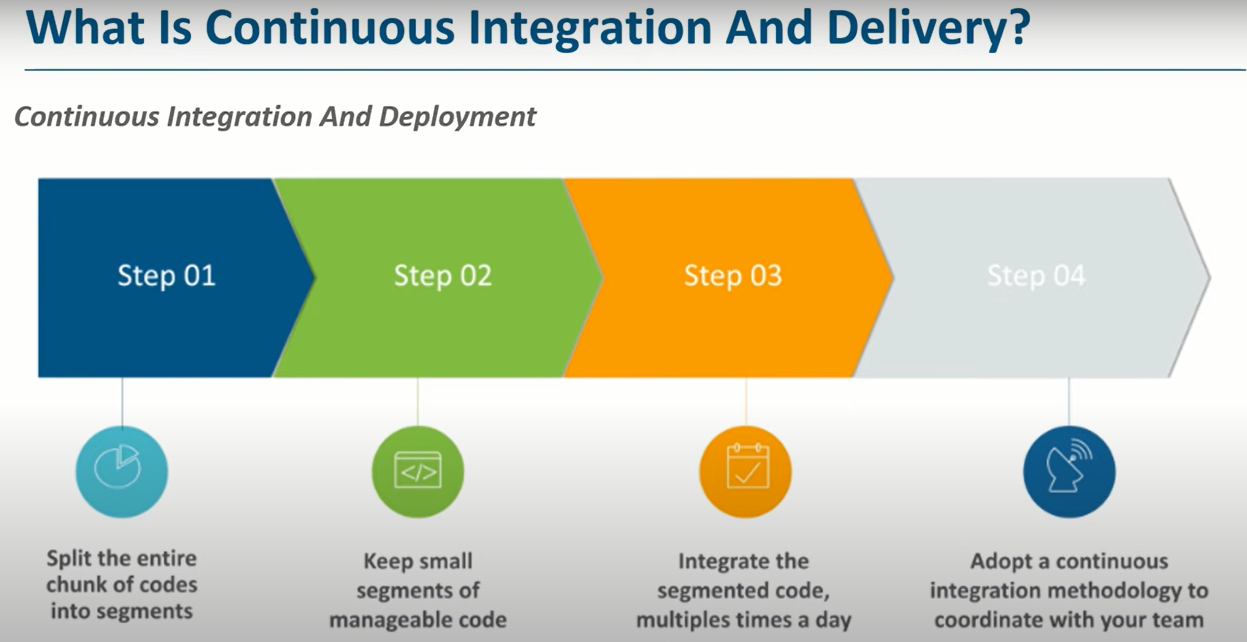 What Is Continuous Integration And Delivery?
Continuous Integration And Deployment
Step 01
Step 02
Step 03
Step 04
</>
Split the entire
chunk of codes
into segments
Keep small
segments of
manageable code
Integrate the
segmented code,
multiples times a day
Adopt a continuous
integration methodology to
coordinate with your team